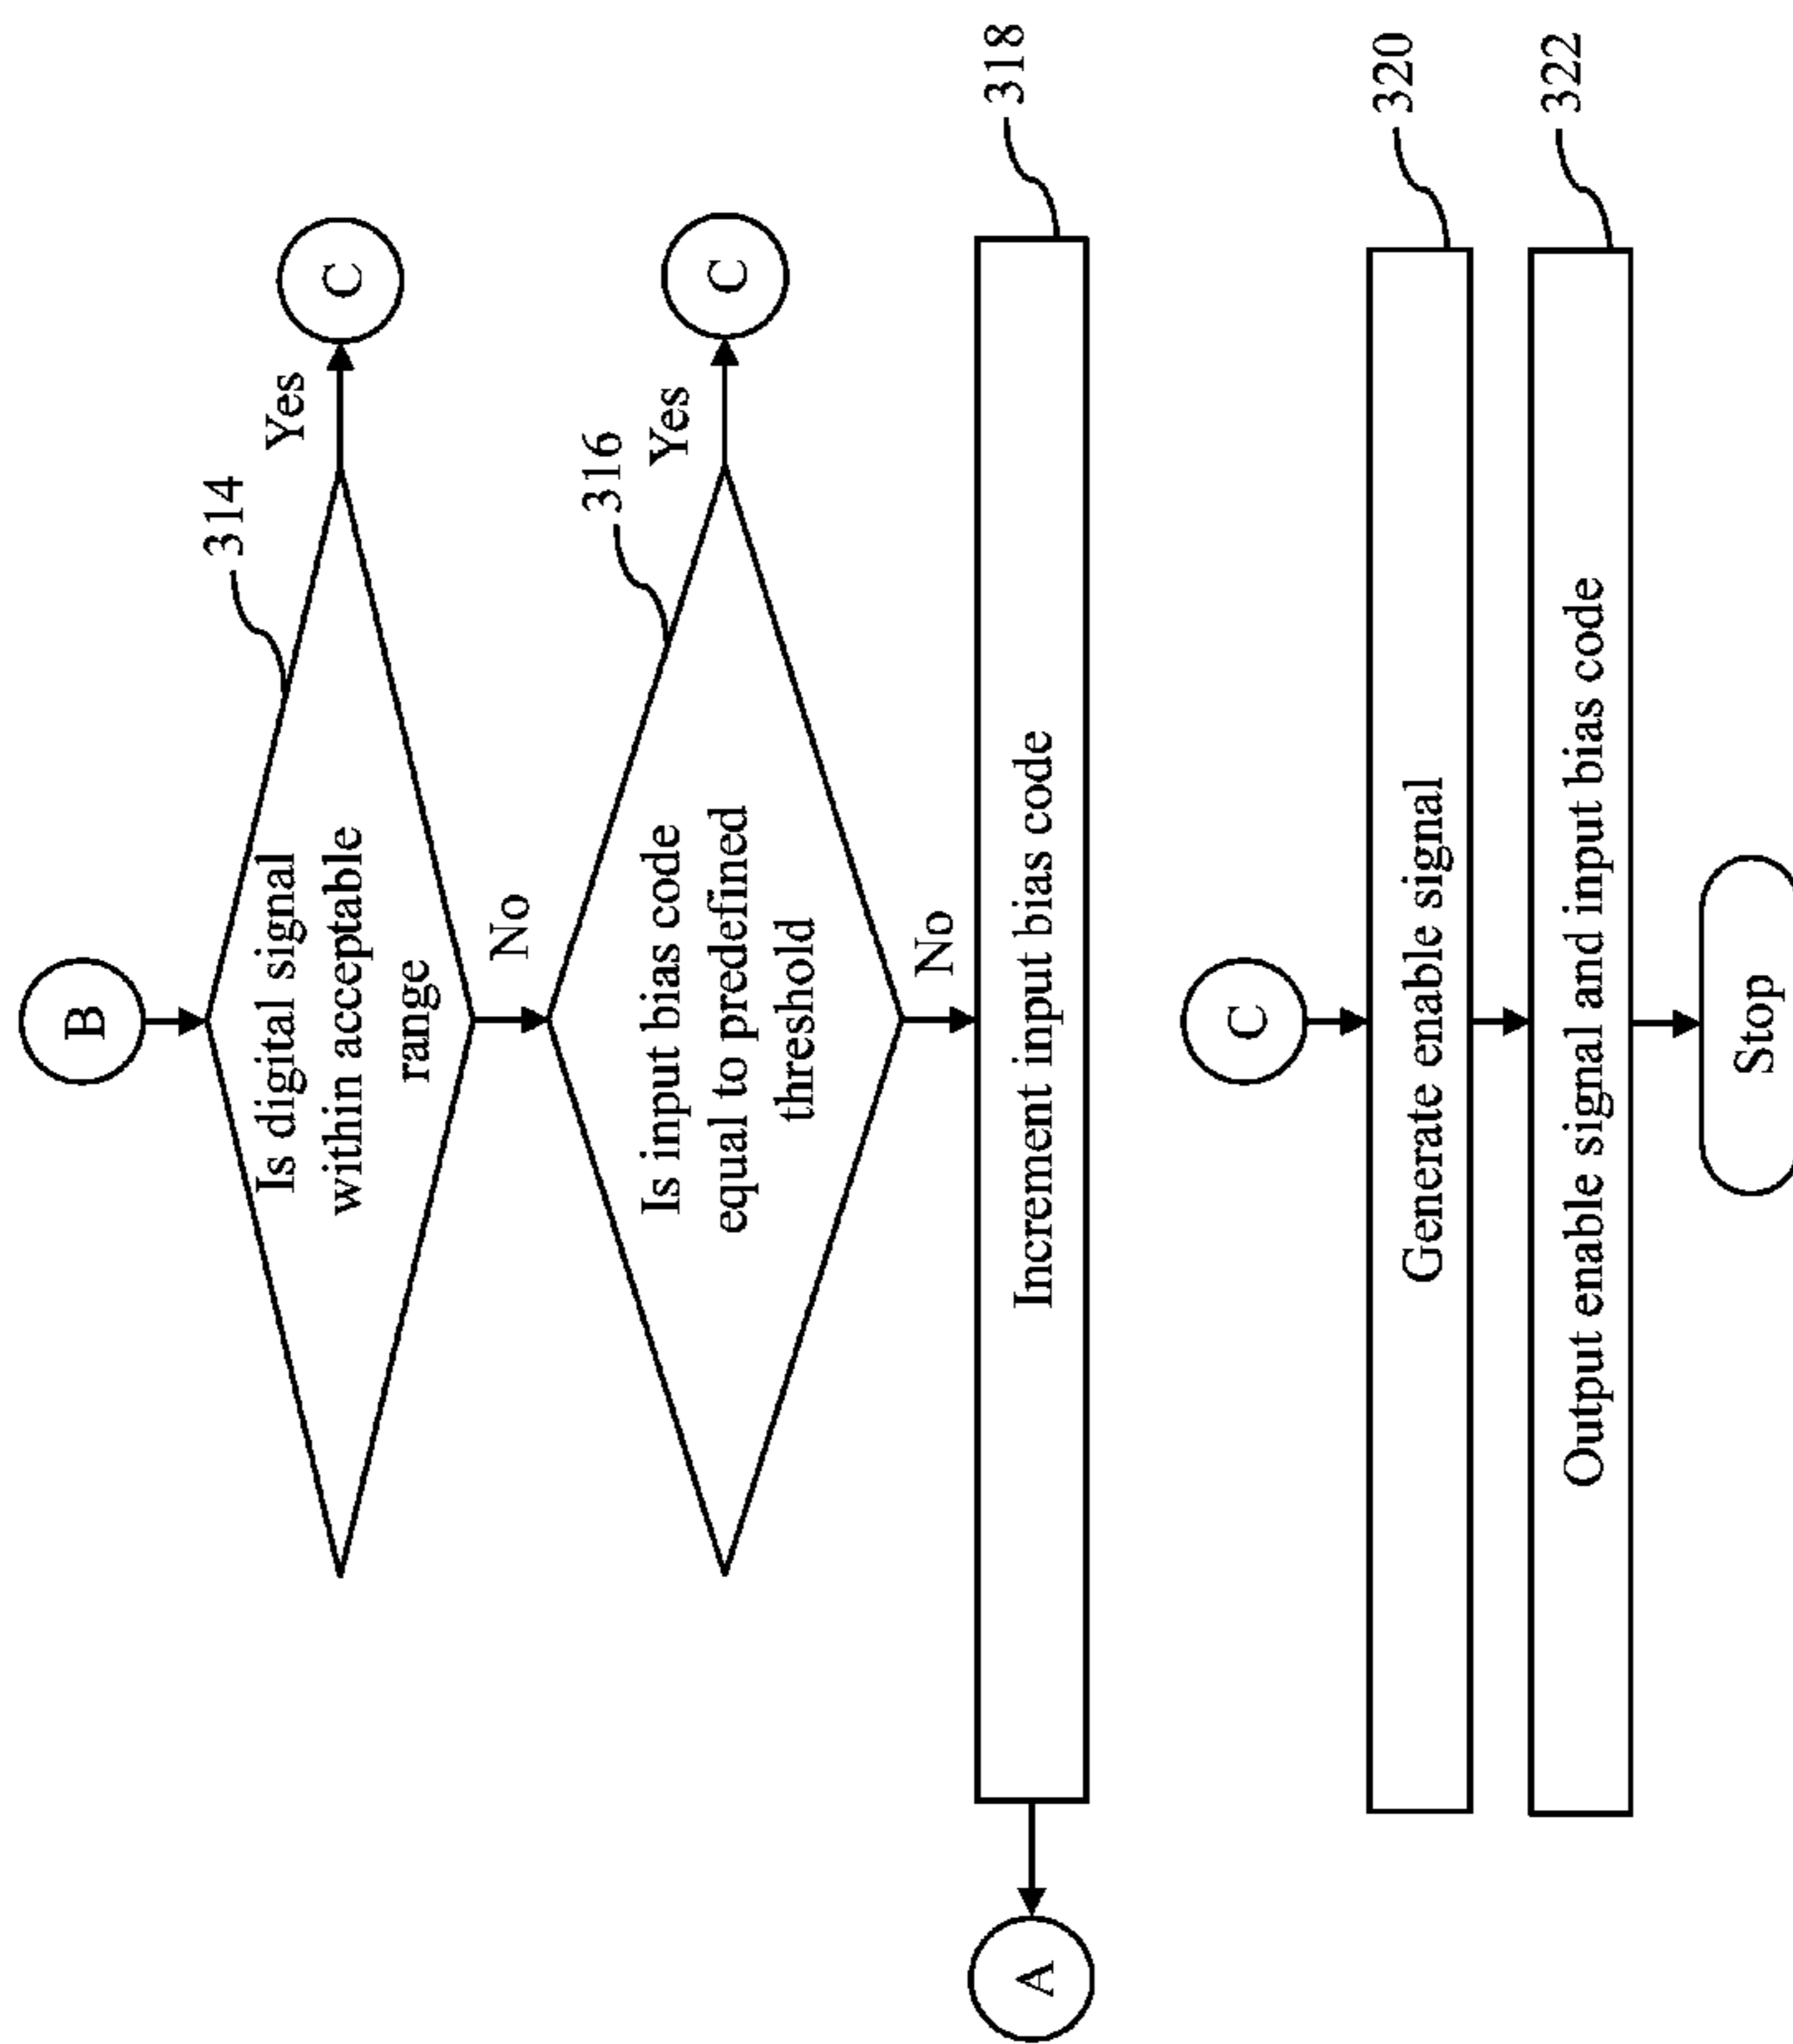 B
314
Is digital signal
within acceptable
range
Yes
C
No
316
Is input bias code
equal to predefined
threshold
Yes
C
No
318
Increment input bias code
A
C
320
Generate enable signal
322
Output enable signal and input bias code
Stop